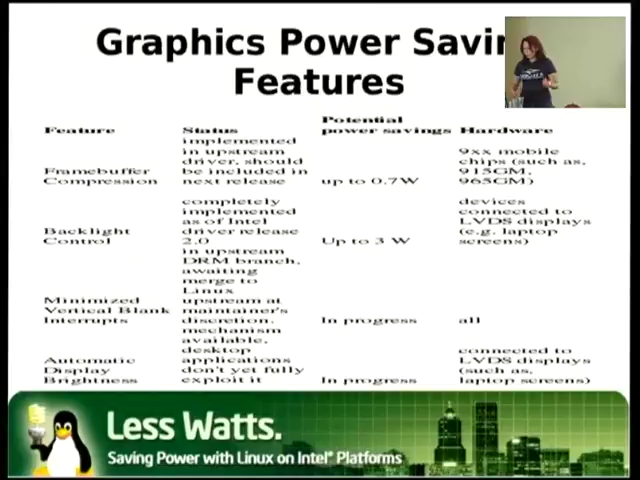 Graphics Power Savin
Features
Feature Status Potential power savings Hardware
Framebuffer Compression
implemented in upstream driver, should be included in next release
up to 0.7W
9xx mobile chips (such as, 915GM, 965GM)
Backlight Control
completely implemented as of Intel driver release 2.0
Up to 3 W
devices connected to LVDS displays (e.g. laptop screens)
Minimized Vertical Blank Interrupts
in upstream DRM branch, awaiting merge to Linux upstream at maintainer's discretion.
In progress
all
Automatic Display Brightness
mechanism available, desktop applications don't yet fully exploit it
In progress
connected to LVDS displays (such as, laptop screens)
Less Watts.
Saving Power with Linux on Intel® Platforms